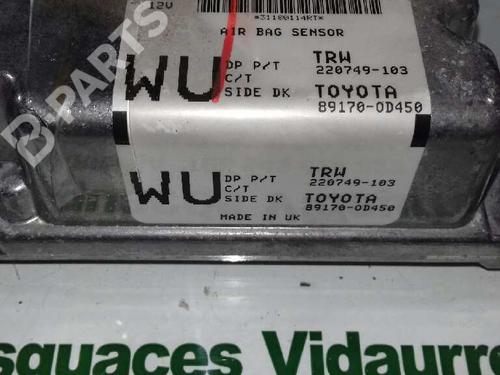 12V
*31180114RT*
AIR BAG SENSOR
WU DP P/T TRW
C/T 220749-103
SIDE DK TOYOTA
89170-0D450
WU DP P/T TRW
C/T 220749-103
SIDE DK TOYOTA
89170-0D450
MADE IN UK
B-PARTS
esguaces Vidaurre